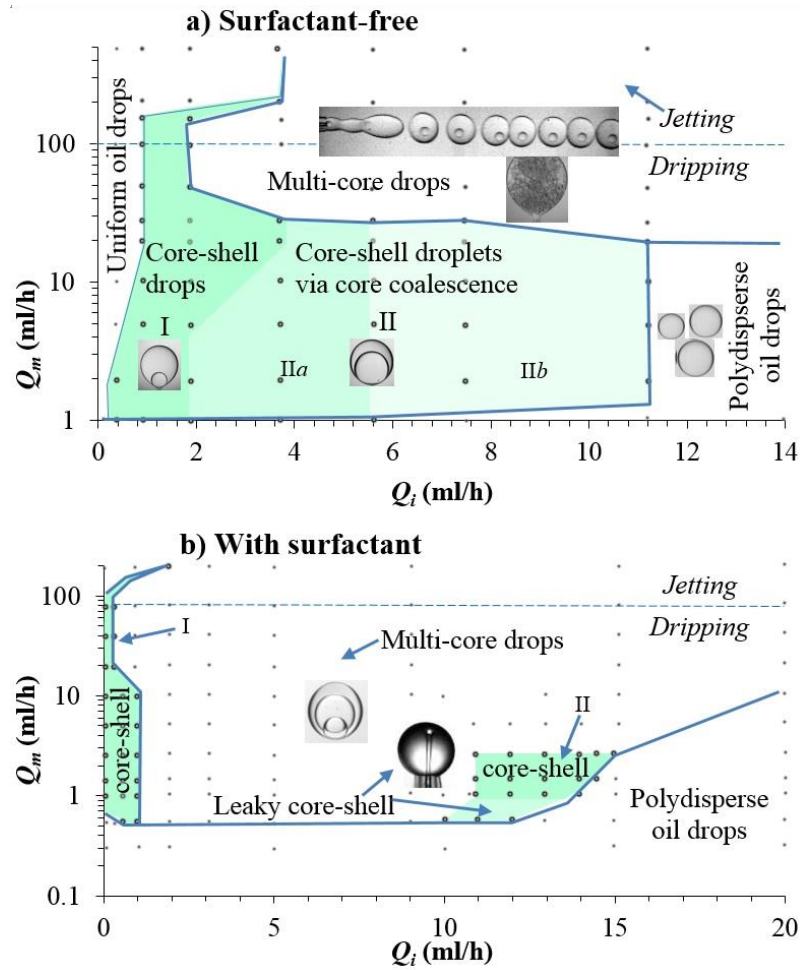 a) Surfactant-free
Uniform oil drops
Jetting
Dripping
Multi-core drops
Core-shell
drops
Core-shell droplets
via core coalescence
I
II
IIa
IIb
Polydisperse
oil drops
100
10
1
Qm (ml/h)
0 2 4 6 8 10 12 14
Qi (ml/h)
b) With surfactant
Jetting
Dripping
I
Multi-core drops
core-shell
II
core-shell
Leaky core-shell
Polydisperse
oil drops
100
10
1
0.1
Qm (ml/h)
0 5 10 15 20
Qi (ml/h)